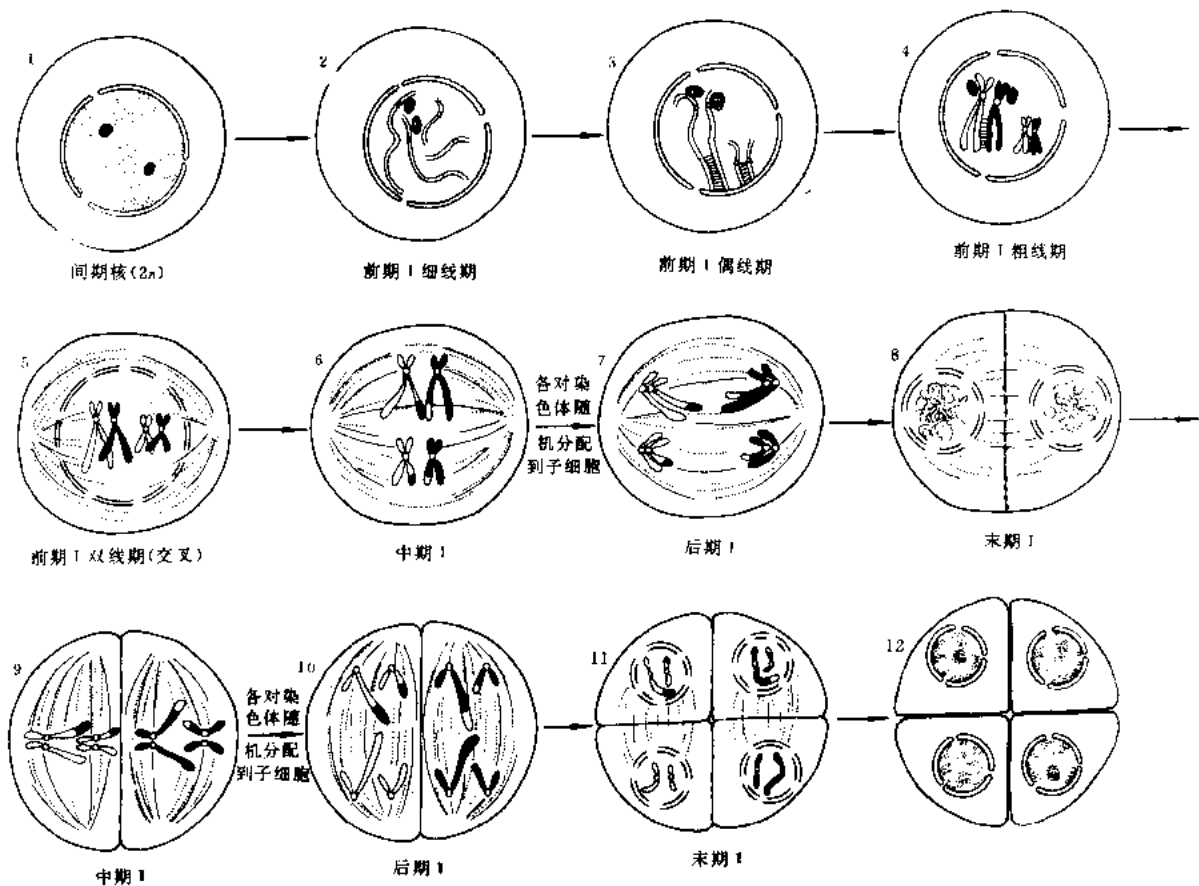 1
2
3
4
间期核(2n)
前期Ⅰ细线期
前期Ⅰ偶线期
前期Ⅰ粗线期
5
6
各对染
色体随
机分配
到子细胞
7
8
前期Ⅰ双线期(交叉)
中期Ⅰ
后期Ⅰ
末期Ⅰ
9
各对染
色体随
机分配
到子细胞
10
11
12
中期Ⅱ
后期Ⅱ
末期Ⅱ